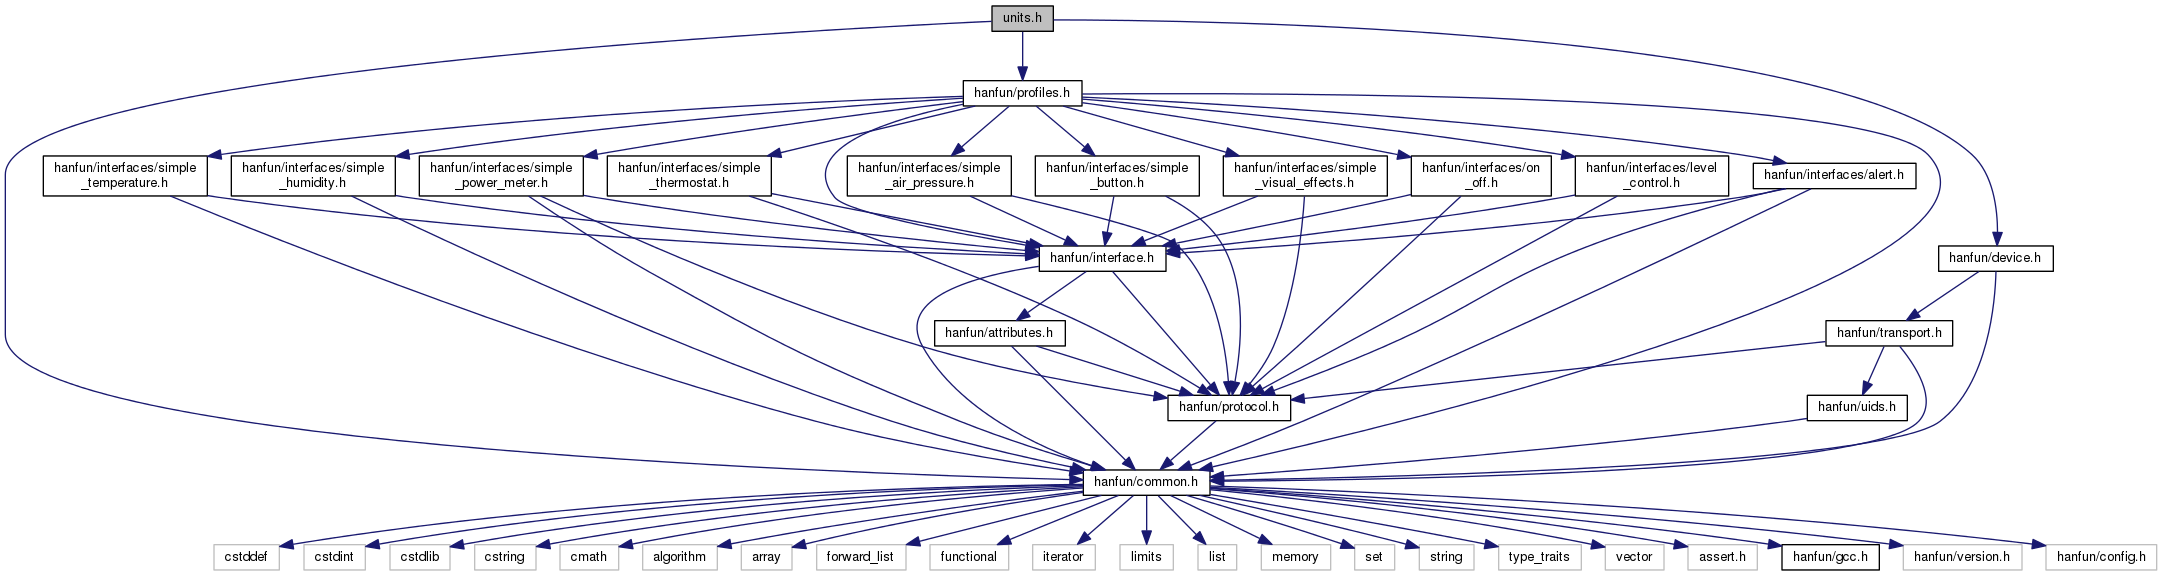 units.h
hanfun/profiles.h
hanfun/interfaces/simple
_temperature.h
hanfun/interfaces/simple
_humidity.h
hanfun/interfaces/simple
_power_meter.h
hanfun/interfaces/simple
_thermostat.h
hanfun/interfaces/simple
_air_pressure.h
hanfun/interfaces/simple
_button.h
hanfun/interfaces/simple
_visual_effects.h
hanfun/interfaces/on
_off.h
hanfun/interfaces/level
_control.h
hanfun/interfaces/alert.h
hanfun/interface.h
hanfun/device.h
hanfun/attributes.h
hanfun/transport.h
hanfun/protocol.h
hanfun/uids.h
hanfun/common.h
cstddef
cstdint
cstdlib
cstring
cmath
algorithm
array
forward_list
functional
iterator
limits
list
memory
set
string
type_traits
vector
assert.h
hanfun/gcc.h
hanfun/version.h
hanfun/config.h